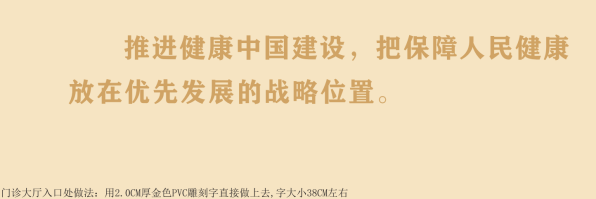 推进健康中国建设，把保障人民健康
放在优先发展的战略位置。
门诊大厅入口处做法：用2.0CM厚金色PVC雕刻字直接做上去,字大小38CM左右